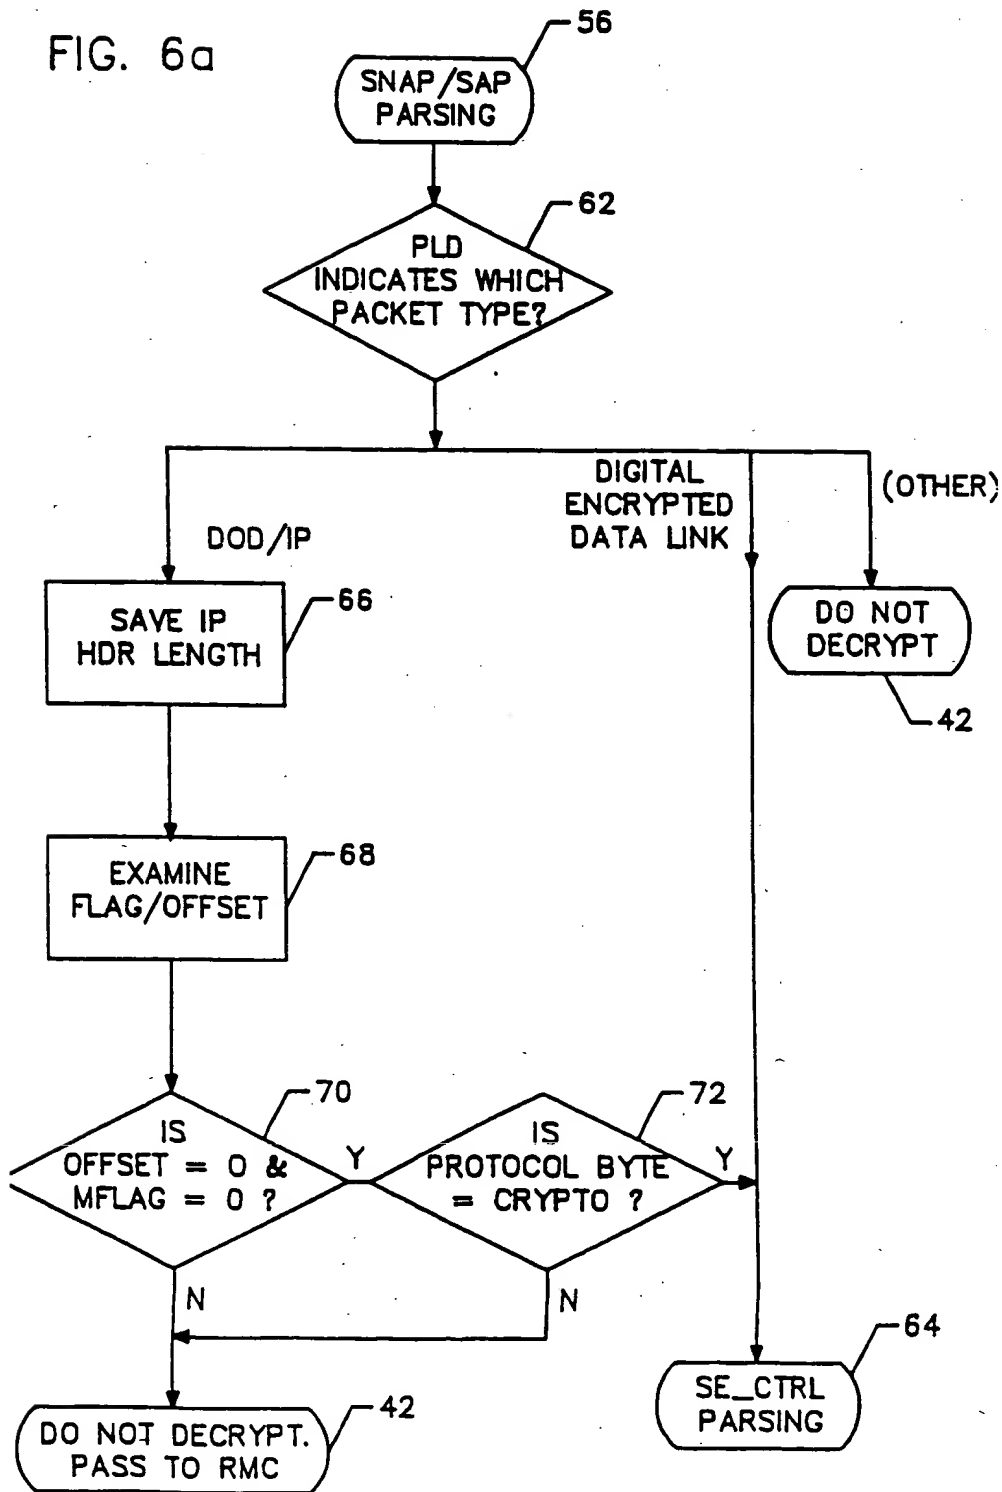 FIG. 6a
56
SNAP/SAP
PARSING
62
PLD
INDICATES WHICH
PACKET TYPE?
DOD/IP
DIGITAL
ENCRYPTED
DATA LINK
(OTHER)
SAVE IP
HDR LENGTH
66
DO NOT
DECRYPT
42
EXAMINE
FLAG/OFFSET
68
IS
OFFSET = 0 &
MFLAG = 0 ?
70
Y
IS
PROTOCOL BYTE
= CRYPTO ?
72
Y
N
N
64
SE_CTRL
PARSING
DO NOT DECRYPT.
PASS TO RMC
42